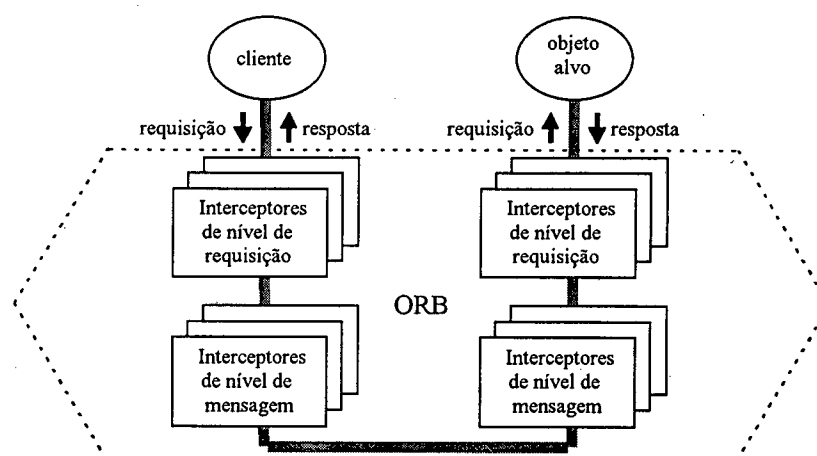 cliente
objeto
alvo
requisição
resposta
requisição
resposta
Interceptores
de nível de
requisição
Interceptores
de nível de
requisição
ORB
Interceptores
de nível de
mensagem
Interceptores
de nível de
mensagem